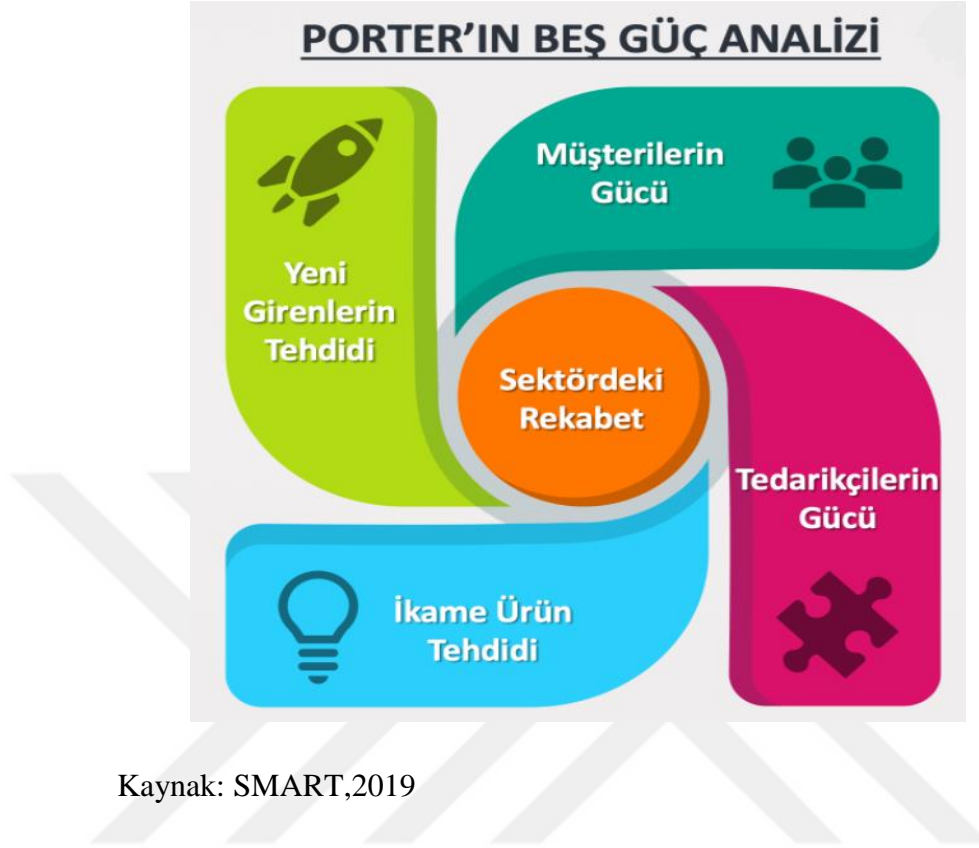 PORTER’IN BEŞ GÜÇ ANALİZİ
Müşterilerin
Gücü
Yeni
Girenlerin
Tehdidi
Sektördeki
Rekabet
Tedarikçilerin
Gücü
İkame Ürün
Tehdidi
Kaynak: SMART,2019